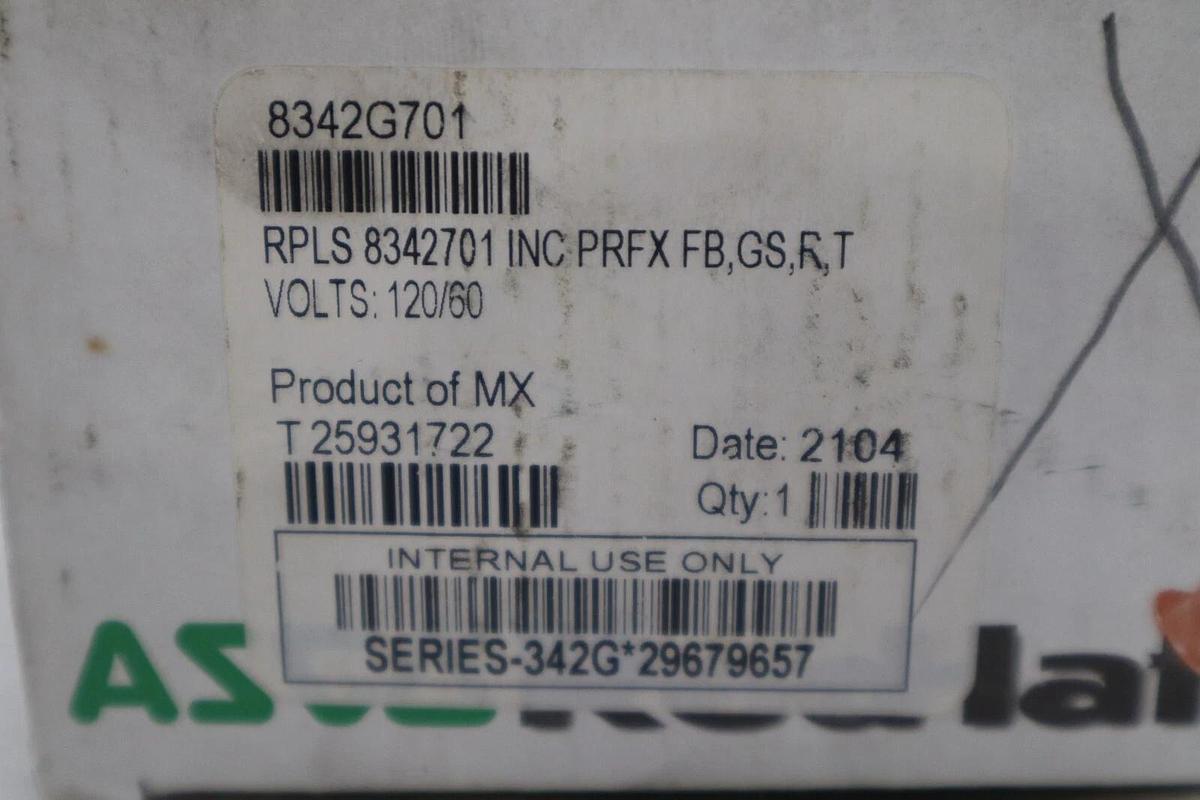 8342G701
RPLS 8342701 INC PRFX FB,GS,R,T
VOLTS: 120/60
Product of MX
T 25931722
Date: 2104
Qty:1
INTERNAL USE ONLY
SERIES-342G*29679657